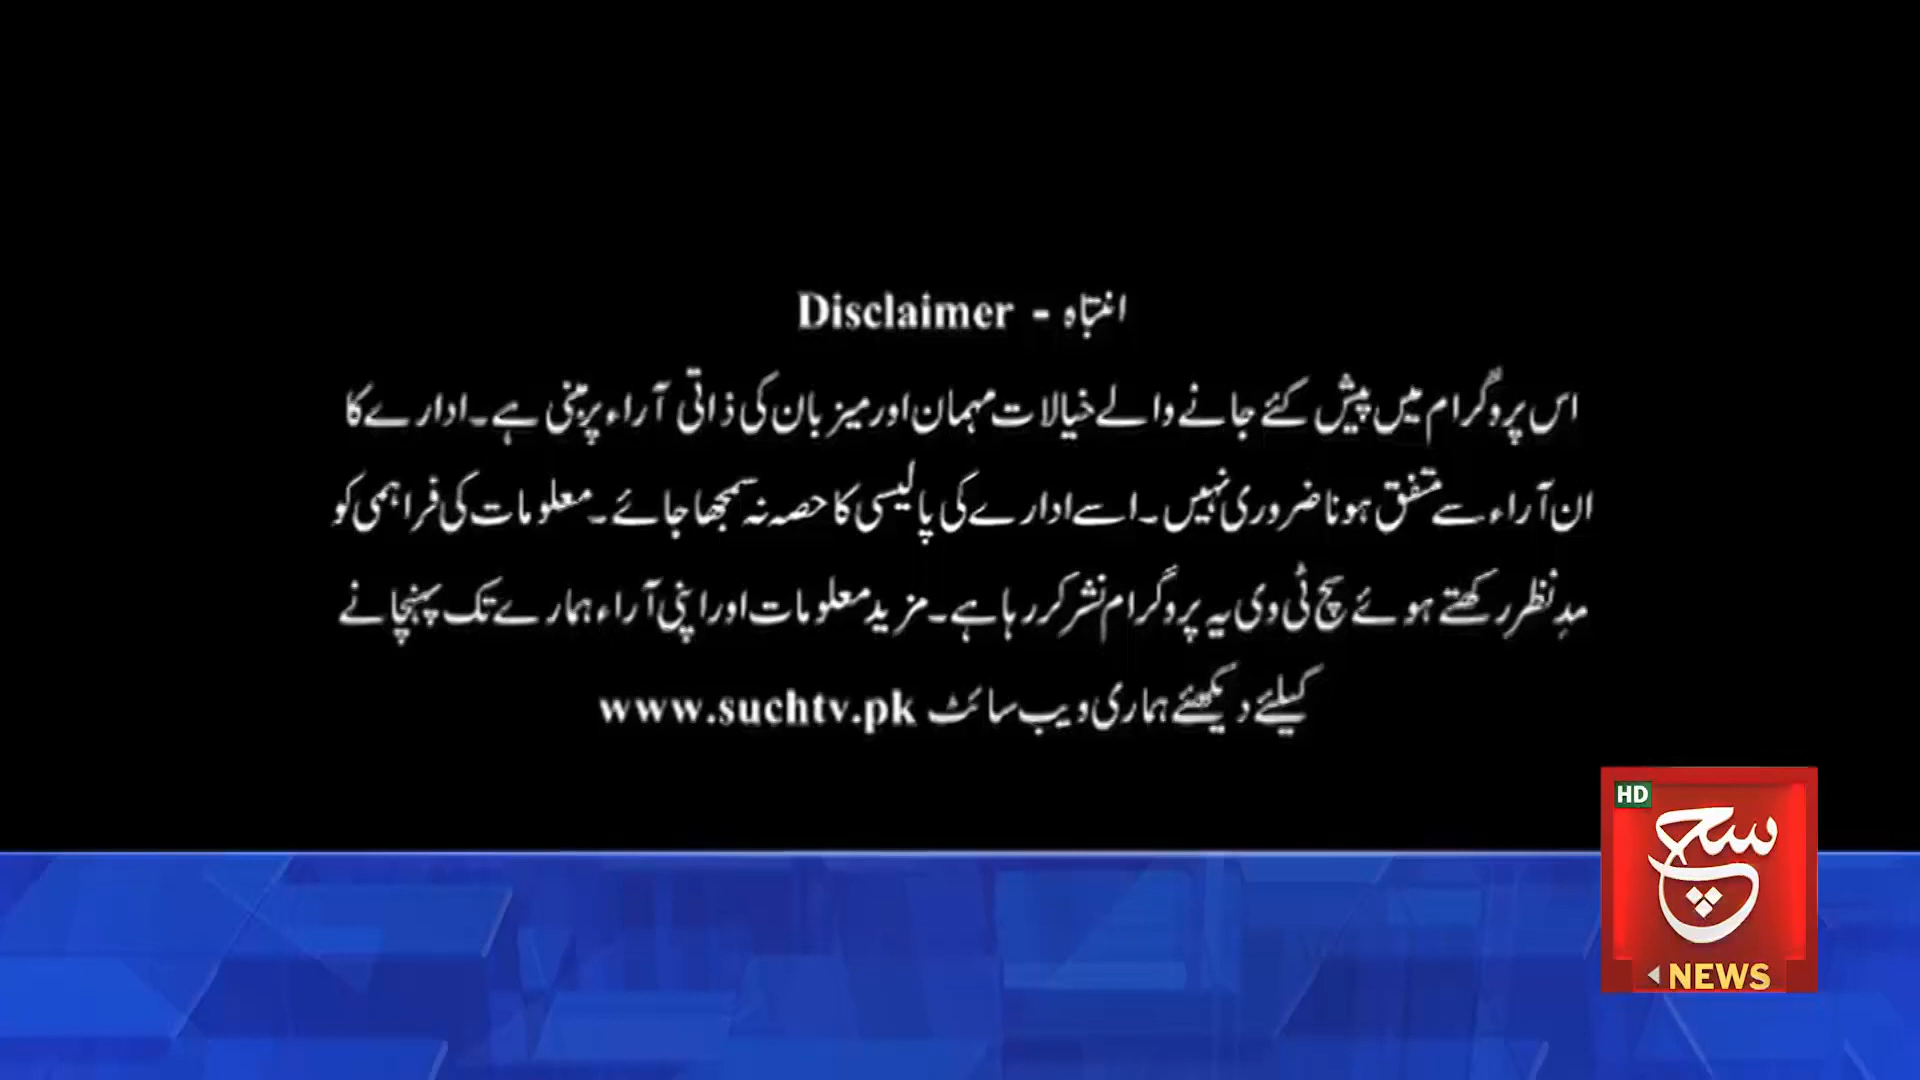 انتباہ - Disclaimer
اس پروگرام میں پیش کئے جانے والے خیالات مہمان اور میزبان کی ذاتی آراء پر مبنی ہے۔ ادارے کا
ان آراء سے متفق ہونا ضروری نہیں۔ اسے ادارے کی پالیسی کا حصہ نہ سمجھا جائے۔ معلومات کی فراہمی کو
مدِنظر رکھتے ہوئے سچ ٹی وی یہ پروگرام نشر کر رہا ہے۔ مزید معلومات اور اپنی آراء ہمارے تک پہنچانے
کیلئے دیکھئے ہماری ویب سائٹ www.suchtv.pk
HD
سچ
NEWS